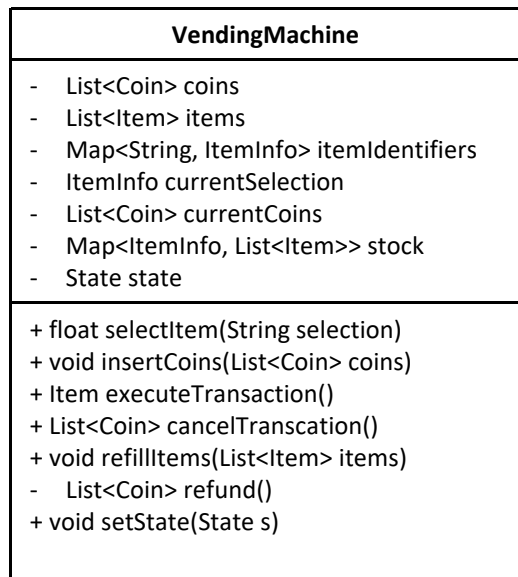 VendingMachine
- List<Coin> coins
- List<Item> items
- Map<String, ItemInfo> itemIdentifiers
- ItemInfo currentSelection
- List<Coin> currentCoins
- Map<ItemInfo, List<Item>> stock
- State state
+ float selectItem(String selection)
+ void insertCoins(List<Coin> coins)
+ Item executeTransaction()
+ List<Coin> cancelTranscation()
+ void refillItems(List<Item> items)
- List<Coin> refund()
+ void setState(State s)